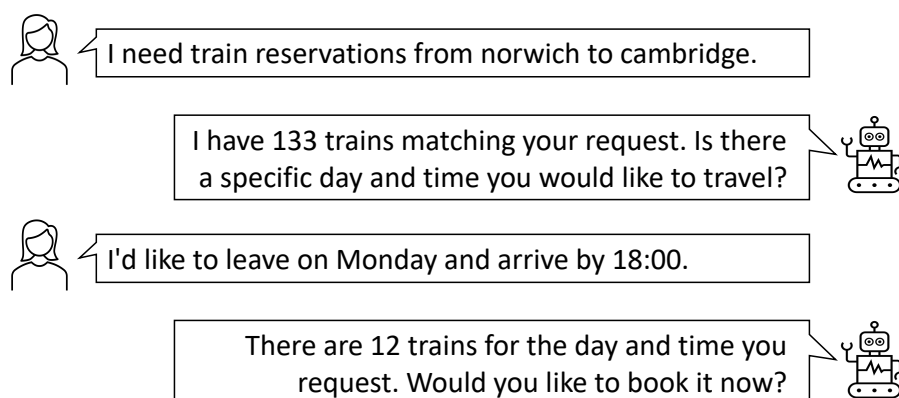 I need train reservations from norwich to cambridge.
I have 133 trains matching your request. Is there
a specific day and time you would like to travel?
I'd like to leave on Monday and arrive by 18:00.
There are 12 trains for the day and time you
request. Would you like to book it now?